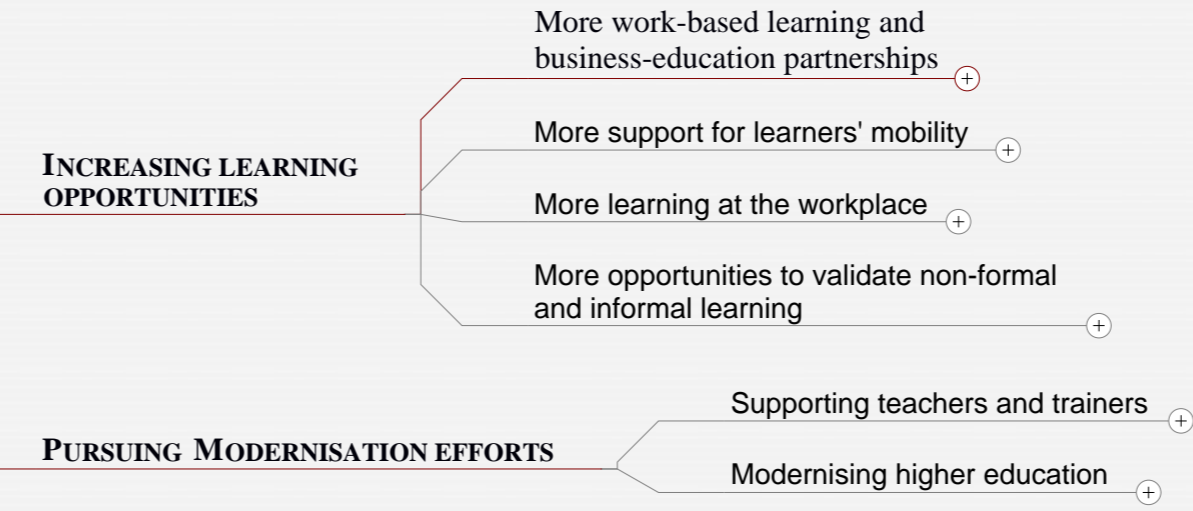 More work-based learning and
business-education partnerships
More support for learners' mobility
INCREASING LEARNING
OPPORTUNITIES
More learning at the workplace
More opportunities to validate non-formal
and informal learning
Supporting teachers and trainers
PURSUING MODERNISATION EFFORTS
Modernising higher education